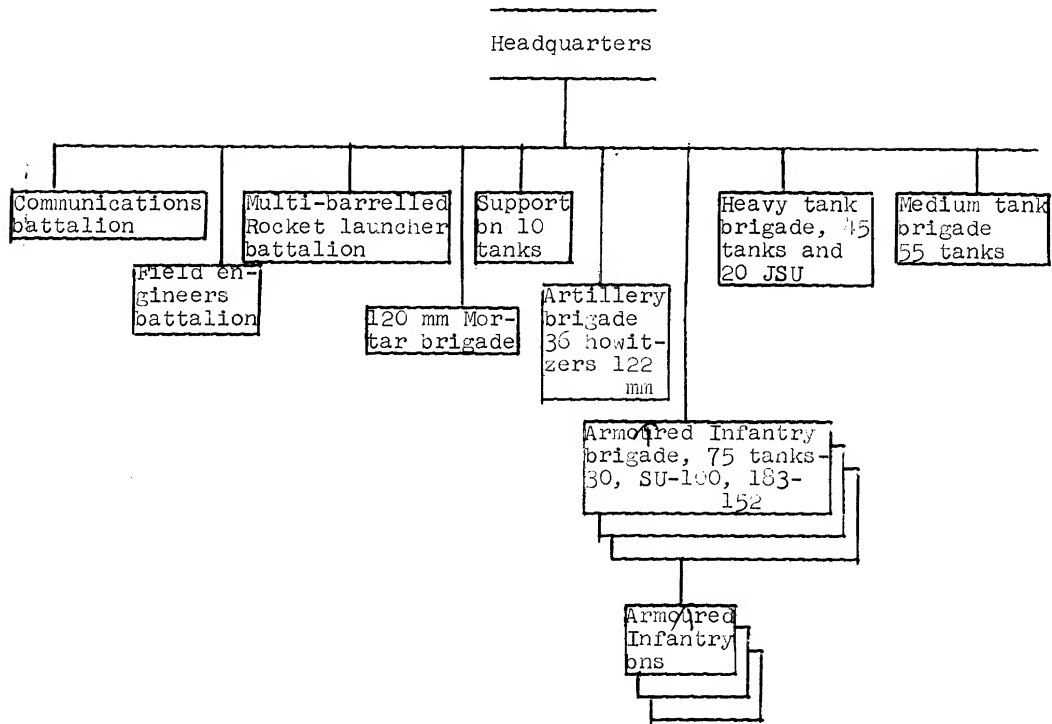 Headquarters
Communications
battalion
Field en-
gineers
battalion
Multi-barrelled
Rocket launcher
battalion
120 mm Mor-
tar brigade
Support
bn 10
tanks
Artillery
brigade
36 howit-
zers 122
mm
Armoured Infantry
brigade, 75 tanks-
30, SU-100, 183-
152
Armoured
Infantry
bns
Heavy tank
brigade, 45
tanks and
20 JSU
Medium tank
brigade
55 tanks